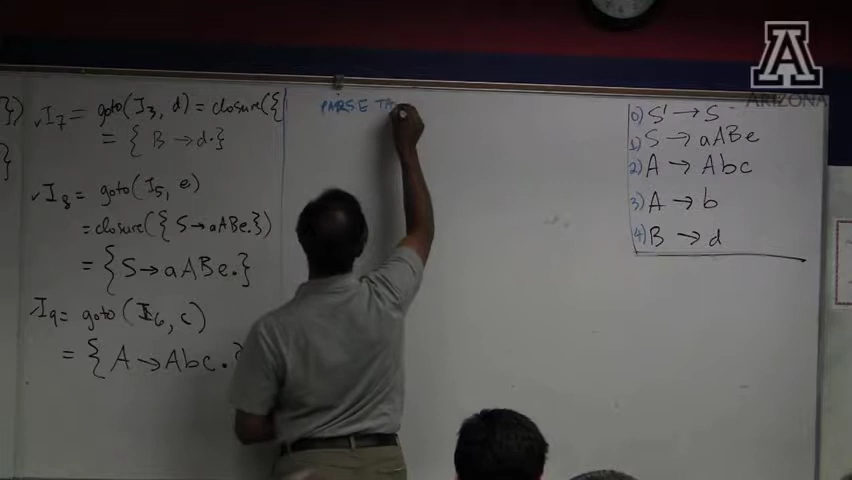 I7 = goto(I3, d) = closure({
= { B → d.}
I8 = goto(I5, e)
= closure({ S → aABe.})
= { S → aABe.}
I9 = goto(I6, c)
= { A → Abc.}
PARSE TA
0) S' → S
1) S → aABe
2) A → Abc
3) A → b
4) B → d
A
ARIZONA